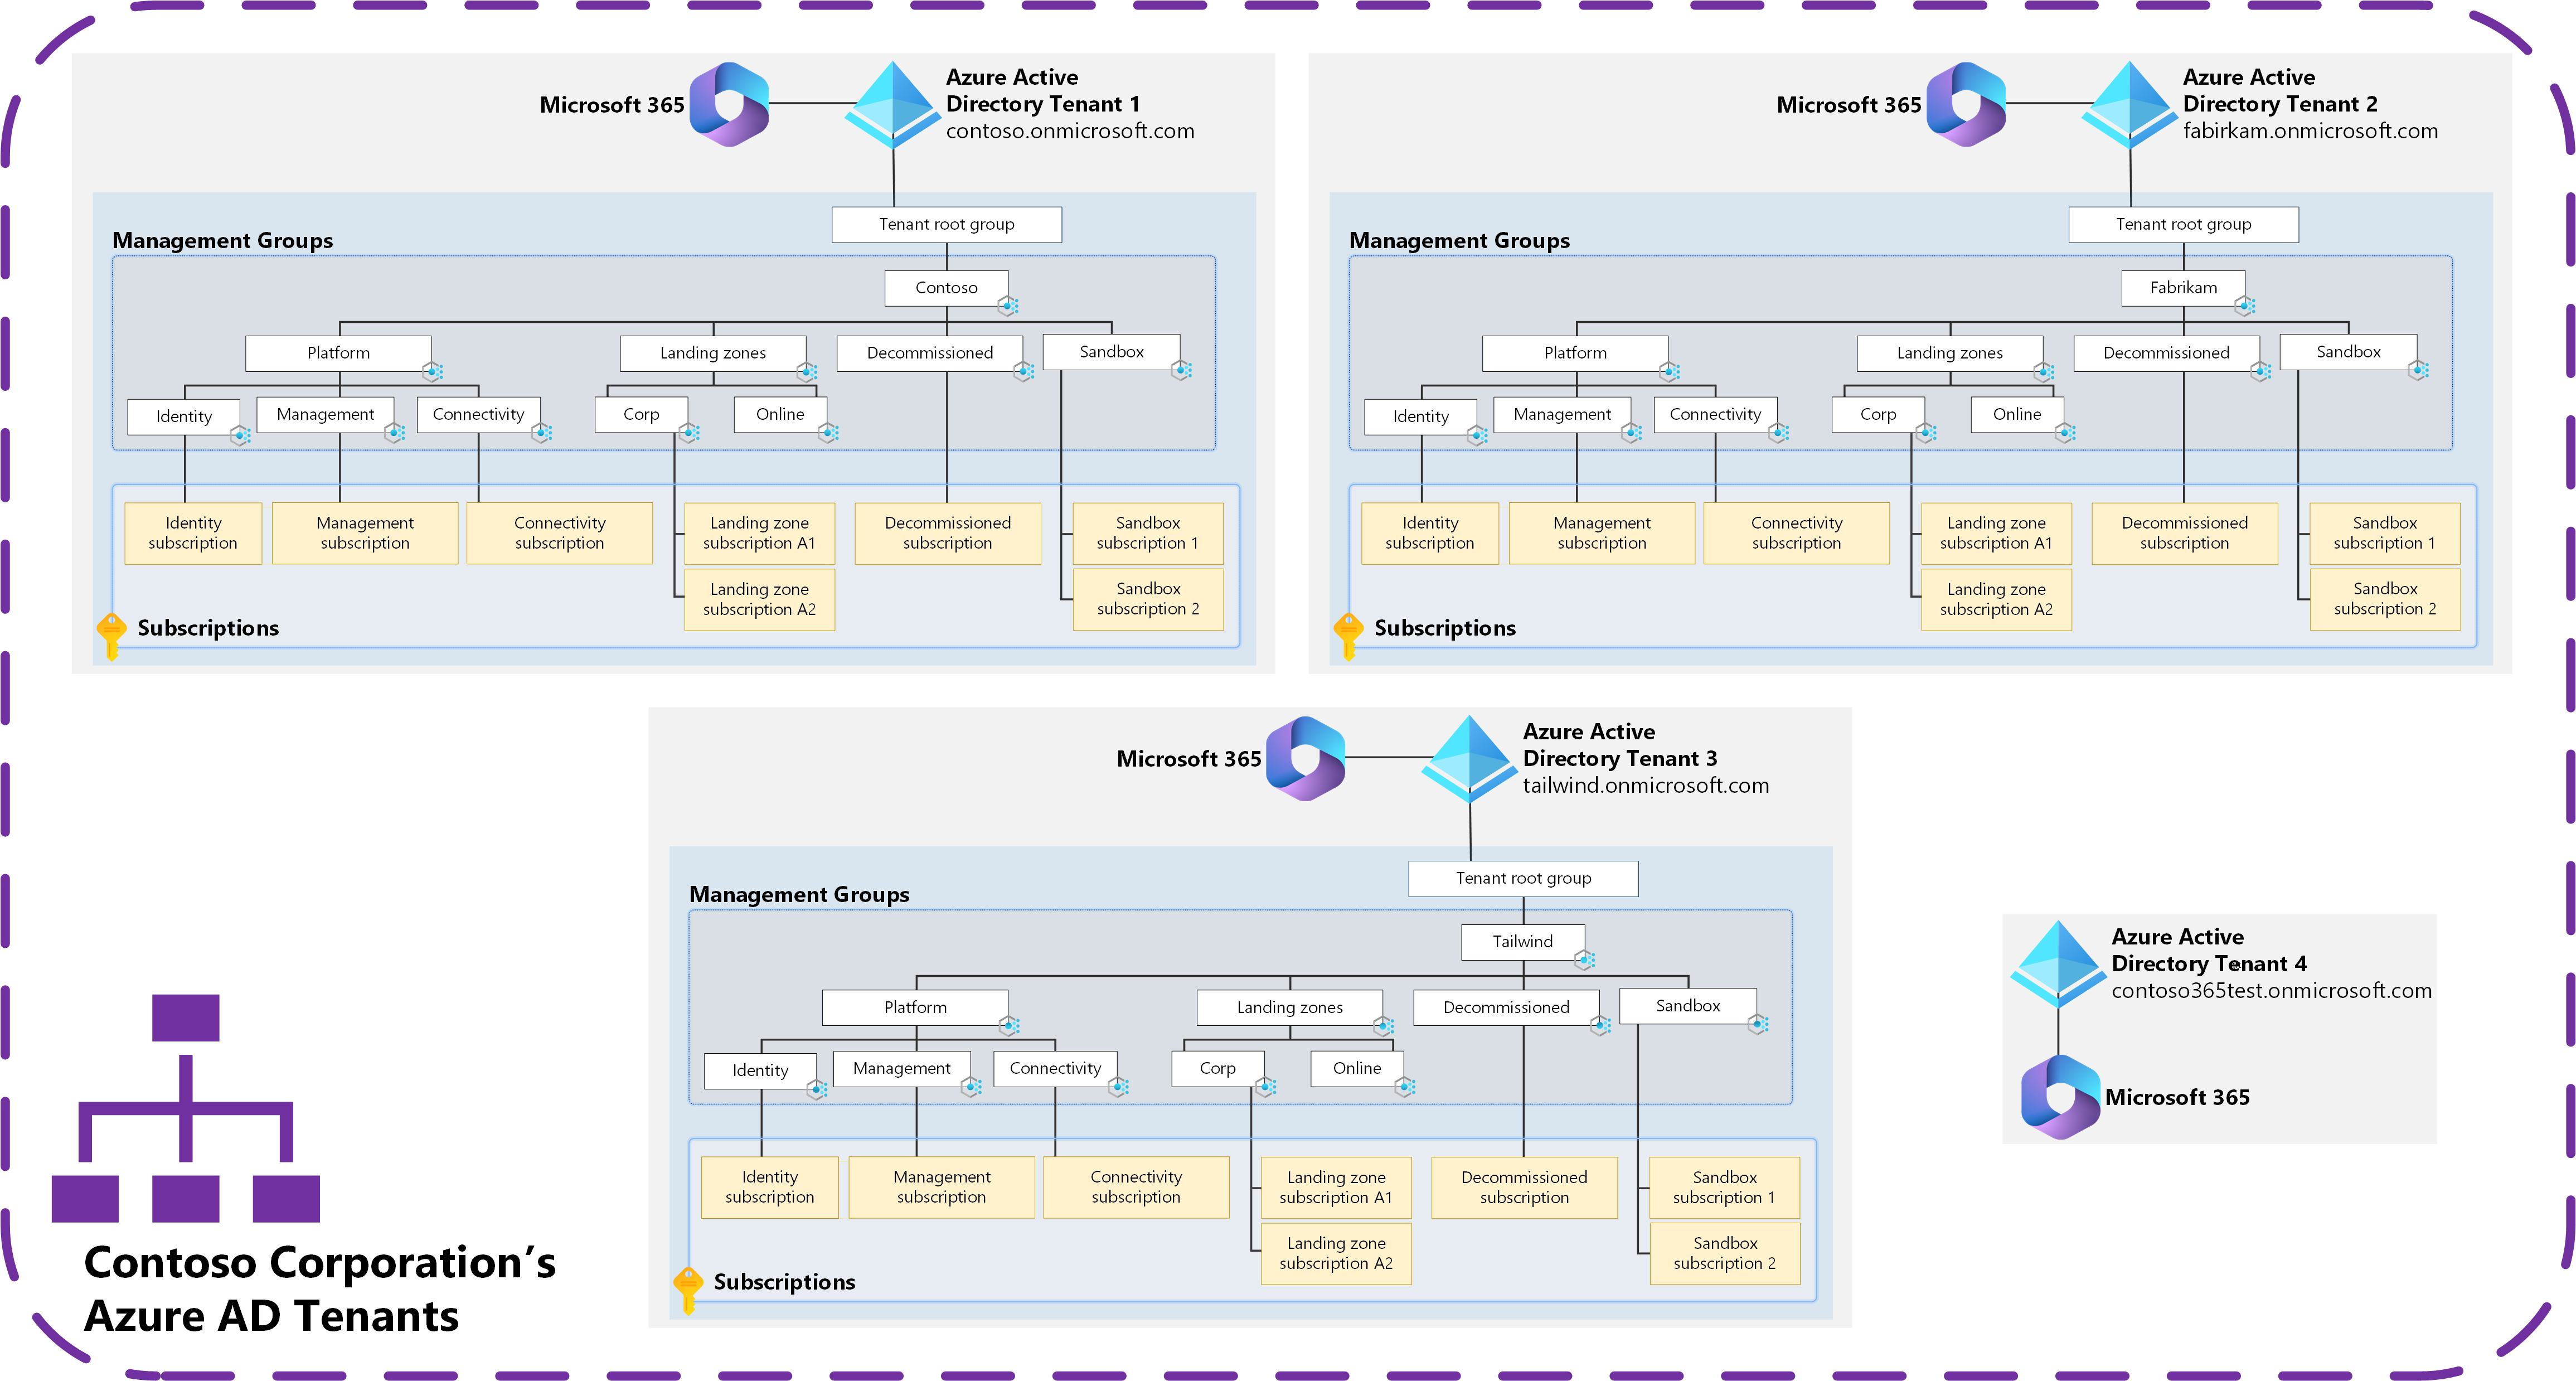 Microsoft 365
Azure Active
Directory Tenant 1
contoso.onmicrosoft.com
Tenant root group
Management Groups
Contoso
Platform
Landing zones
Decommissioned
Sandbox
Identity
Management
Connectivity
Corp
Online
Identity
subscription
Management
subscription
Connectivity
subscription
Landing zone
subscription A1
Landing zone
subscription A2
Decommissioned
subscription
Sandbox
subscription 1
Sandbox
subscription 2
Subscriptions
Microsoft 365
Azure Active
Directory Tenant 2
fabirkam.onmicrosoft.com
Tenant root group
Management Groups
Fabrikam
Platform
Landing zones
Decommissioned
Sandbox
Identity
Management
Connectivity
Corp
Online
Identity
subscription
Management
subscription
Connectivity
subscription
Landing zone
subscription A1
Landing zone
subscription A2
Decommissioned
subscription
Sandbox
subscription 1
Sandbox
subscription 2
Subscriptions
Microsoft 365
Azure Active
Directory Tenant 3
tailwind.onmicrosoft.com
Tenant root group
Management Groups
Tailwind
Platform
Landing zones
Decommissioned
Sandbox
Identity
Management
Connectivity
Corp
Online
Identity
subscription
Management
subscription
Connectivity
subscription
Landing zone
subscription A1
Landing zone
subscription A2
Decommissioned
subscription
Sandbox
subscription 1
Sandbox
subscription 2
Subscriptions
Azure Active
Directory Tenant 4
contoso365test.onmicrosoft.com
Microsoft 365
Contoso Corporation’s
Azure AD Tenants